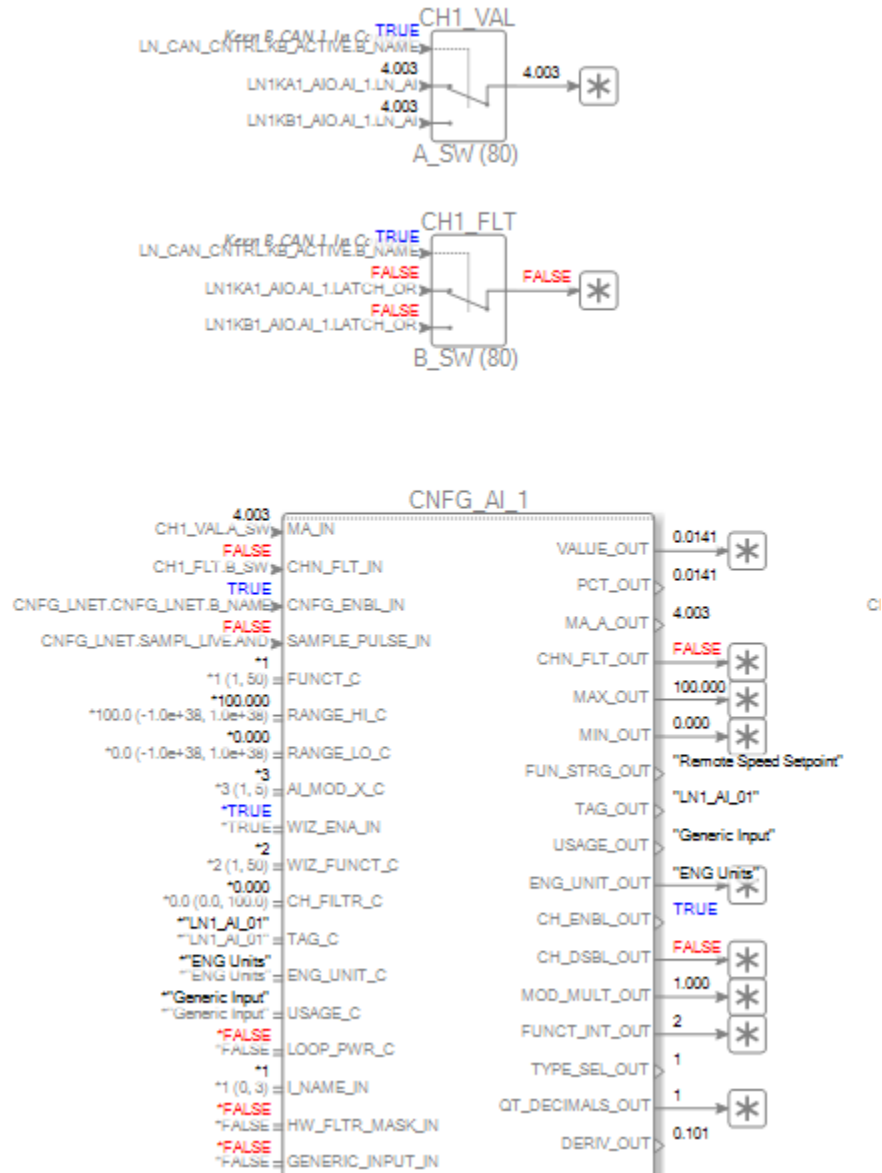 CH1_VAL
TRUE
LN_CAN_CNTRL.KB_ACTIVE.B_NAME
4.003
LN1KA1_AIO.AI_1.LN_AI
4.003
4.003
LN1KB1_AIO.AI_1.LN_AI
A_SW (80)
CH1_FLT
TRUE
LN_CAN_CNTRL.KB_ACTIVE.B_NAME
FALSE
LN1KA1_AIO.AI_1.LATCH_OR
FALSE
FALSE
LN1KB1_AIO.AI_1.LATCH_OR
B_SW (80)
CNFG_AI_1
4.003
CH1_VAL.A_SW MA_IN
FALSE
CH1_FLT.B_SW CHN_FLT_IN
TRUE
CNFG_LNET.CNFG_LNET.B_NAME CNFG_ENBL_IN
FALSE
CNFG_LNET.SAMPL_LIVE.AND SAMPLE_PULSE_IN
*1
*1 (1, 50) FUNCT_C
*100.000
*100.0 (-1.0e+38, 1.0e+38) RANGE_HI_C
*0.000
*0.0 (-1.0e+38, 1.0e+38) RANGE_LO_C
*3
*3 (1, 5) AI_MOD_X_C
*TRUE
*TRUE WIZ_ENA_IN
*2
*2 (1, 50) WIZ_FUNCT_C
*0.000
*0.0 (0.0, 100.0) CH_FILTR_C
*"LN1_AI_01"
*"LN1_AI_01" TAG_C
*"ENG Units"
*"ENG Units" ENG_UNIT_C
*"Generic Input"
*"Generic Input" USAGE_C
*FALSE
*FALSE LOOP_PWR_C
*1
*1 (0, 3) I_NAME_IN
*FALSE
*FALSE HW_FLTR_MASK_IN
*FALSE
*FALSE GENERIC_INPUT_IN
VALUE_OUT 0.0141
PCT_OUT 0.0141
MA_A_OUT 4.003
CHN_FLT_OUT FALSE
MAX_OUT 100.000
MIN_OUT 0.000
FUN_STRG_OUT "Remote Speed Setpoint"
TAG_OUT "LN1_AI_01"
USAGE_OUT "Generic Input"
ENG_UNIT_OUT "ENG Units"
CH_ENBL_OUT TRUE
CH_DSBL_OUT FALSE
MOD_MULT_OUT 1.000
FUNCT_INT_OUT 2
TYPE_SEL_OUT 1
QT_DECIMALS_OUT 1
DERIV_OUT 0.101